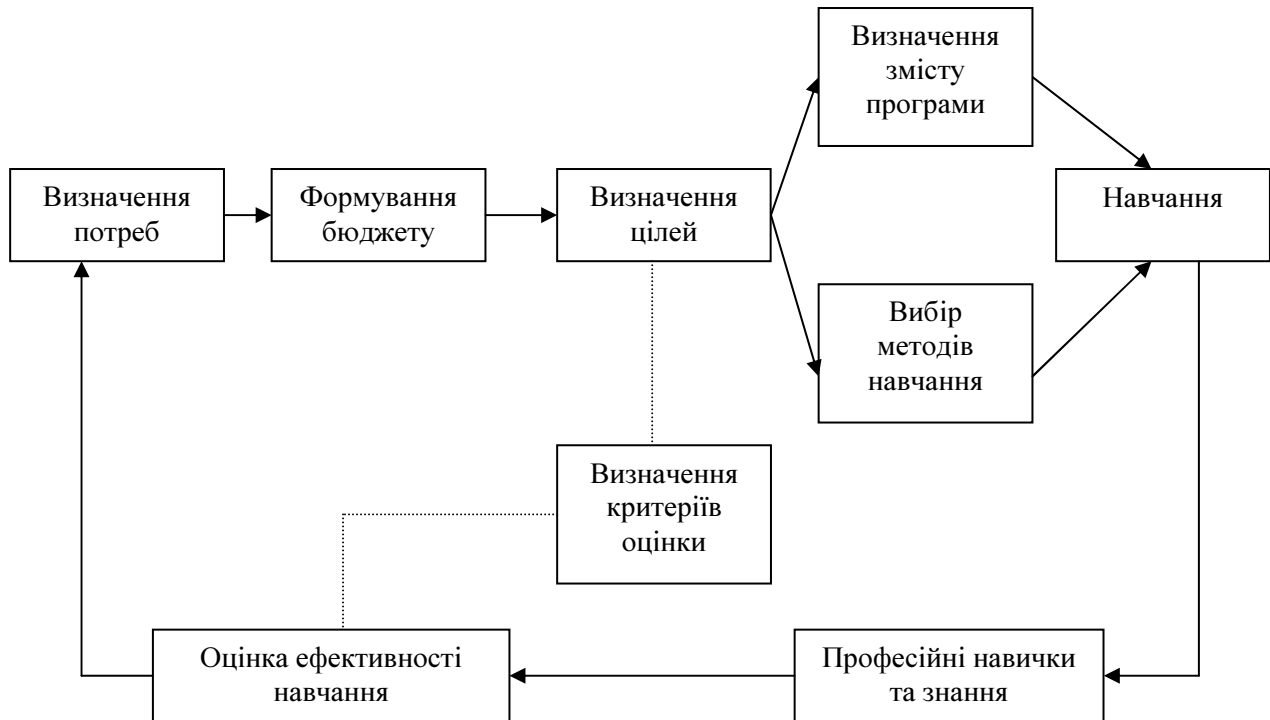 Визначення
змісту
програми
Визначення
потреб
Формування
бюджету
Визначення
цілей
Навчання
Вибір
методів
навчання
Визначення
критеріїв
оцінки
Оцінка ефективності
навчання
Професійні навички
та знання